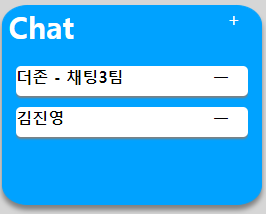 Chat +
더존 - 채팅3팀 —
김진영 —